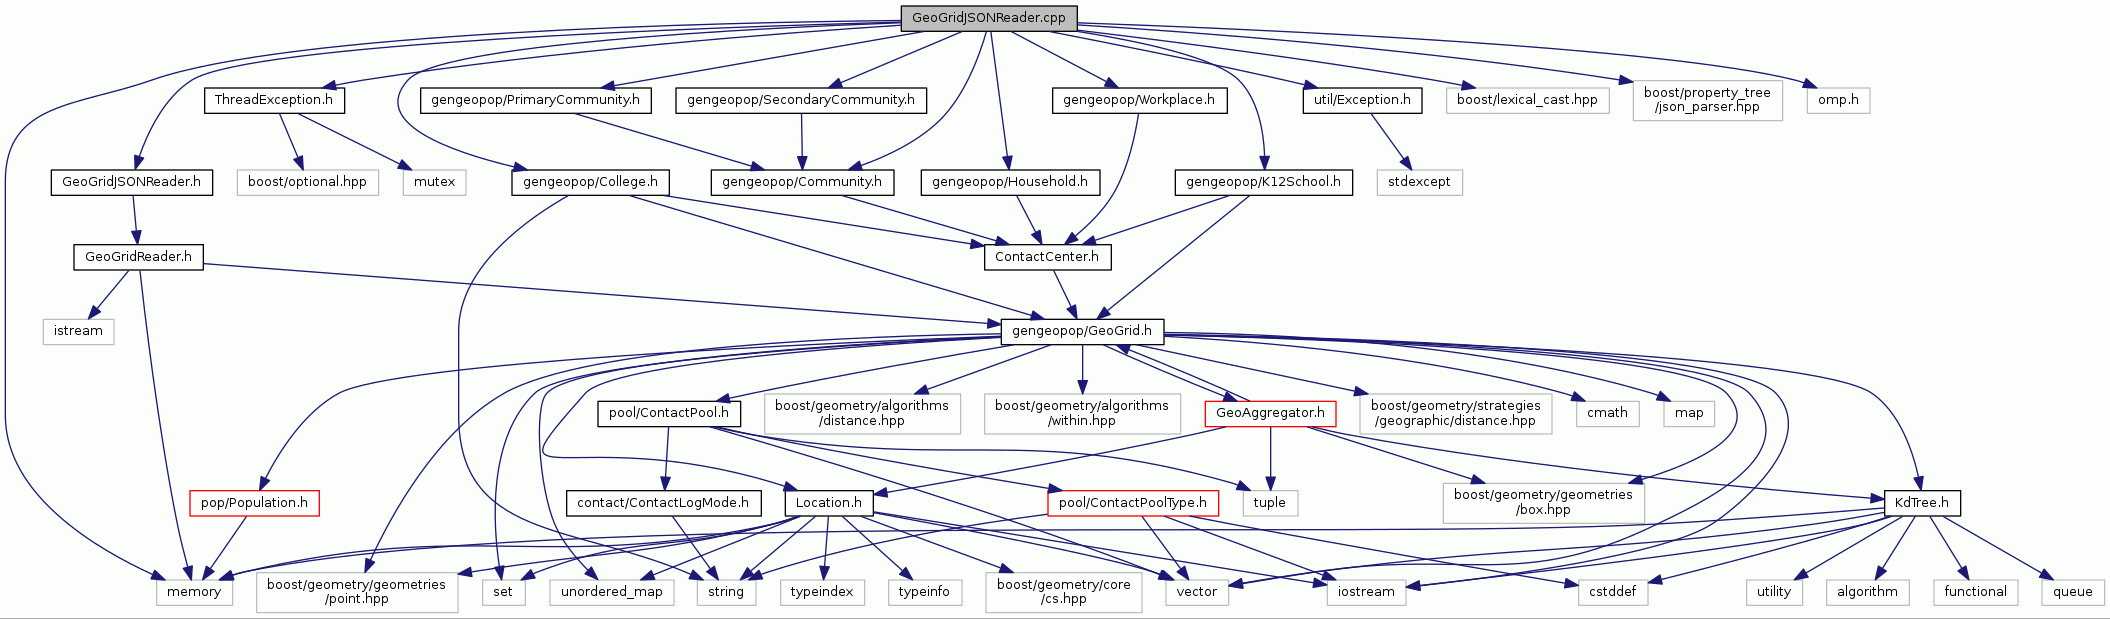 GeoGridJSONReader.cpp
ThreadException.h
gengeopop/PrimaryCommunity.h
gengeopop/SecondaryCommunity.h
gengeopop/Workplace.h
util/Exception.h
boost/lexical_cast.hpp
boost/property_tree
/json_parser.hpp
omp.h
GeoGridJSONReader.h
boost/optional.hpp
mutex
gengeopop/College.h
gengeopop/Community.h
gengeopop/Household.h
gengeopop/K12School.h
stdexcept
GeoGridReader.h
ContactCenter.h
istream
gengeopop/GeoGrid.h
pool/ContactPool.h
boost/geometry/algorithms
/distance.hpp
boost/geometry/algorithms
/within.hpp
GeoAggregator.h
boost/geometry/strategies
/geographic/distance.hpp
cmath
map
pop/Population.h
contact/ContactLogMode.h
Location.h
pool/ContactPoolType.h
tuple
boost/geometry/geometries
/box.hpp
KdTree.h
memory
boost/geometry/geometries
/point.hpp
set
unordered_map
string
typeindex
typeinfo
boost/geometry/core
/cs.hpp
vector
iostream
cstddef
utility
algorithm
functional
queue